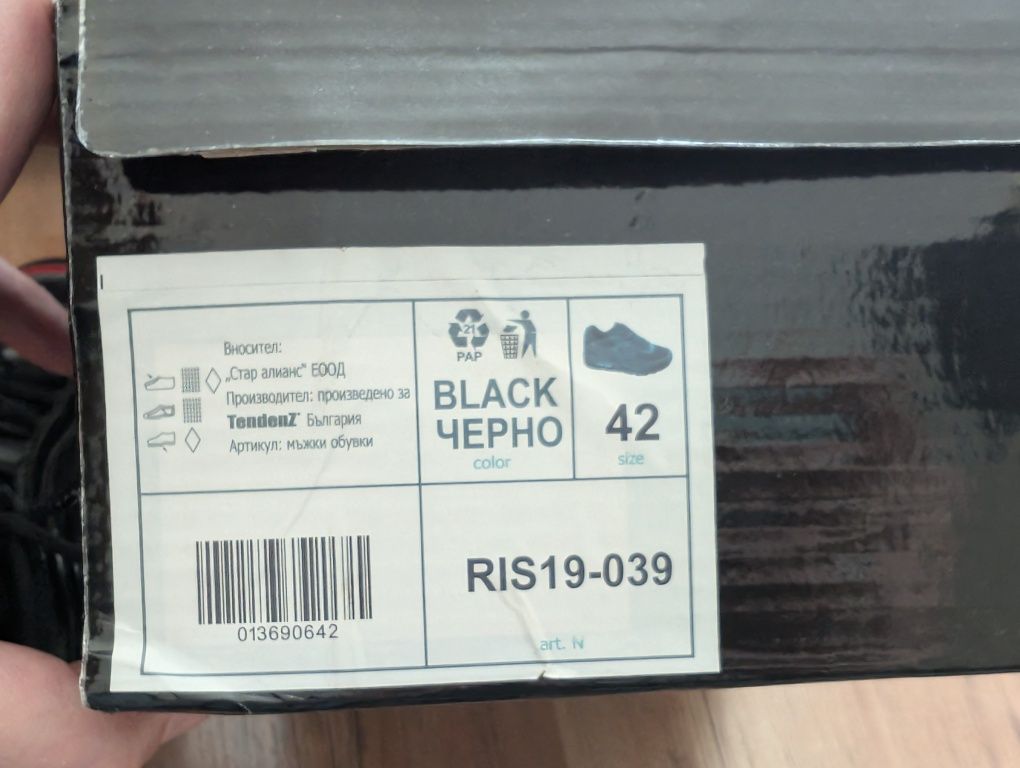 Вносител:
„Стар алианс" ЕООД
Производител: произведено за
TendenZ® България
Артикул: мъжки обувки
21
PAP
BLACK
ЧЕРНО
color
42
size
013690642
RIS19-039
art. N